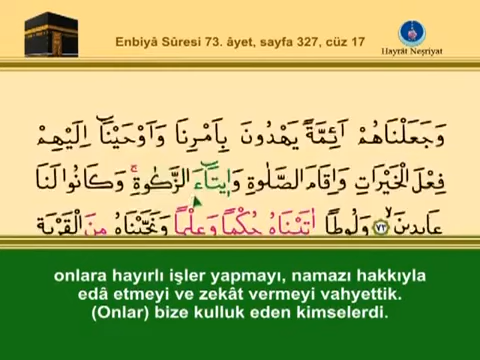 Enbiyâ Sûresi 73. âyet, sayfa 327, cüz 17
Hayrât Neşriyat
وَجَعَلْنَاهُمْ اَئِمَّةً يَهْدُونَ بِاَمْرِنَا وَاَوْحَيْنَٓا اِلَيْهِمْ
فِعْلَ الْخَيْرَاتِ وَاِقَامَ الصَّلٰوةِ وَا۪يتَٓاءَ الزَّكٰوةِۚ وَكَانُوا لَنَا
عَابِد۪ينَۙ ﴿٧٣﴾ وَلُوطًا اٰتَيْنَاهُ حُكْمًا وَعِلْمًا وَنَجَّيْنَاهُ مِنَ الْقَرْيَةِ
onlara hayırlı işler yapmayı, namazı hakkıyla
edâ etmeyi ve zekât vermeyi vahyettik.
(Onlar) bize kulluk eden kimselerdi.